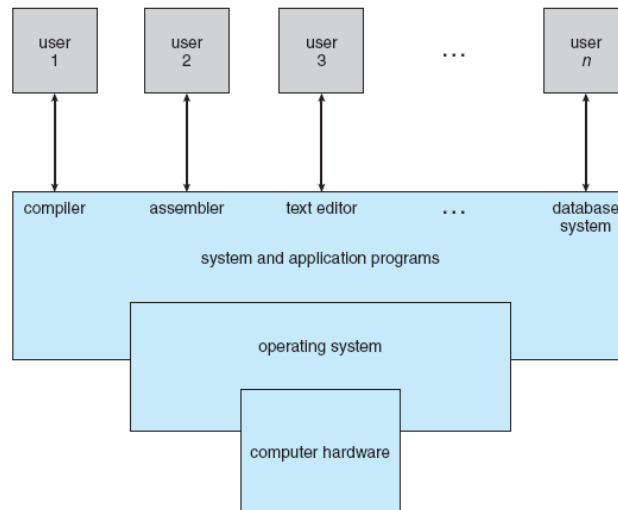 user
1
user
2
user
3
...
user
n
compiler
assembler
text editor
...
database
system
system and application programs
operating system
computer hardware